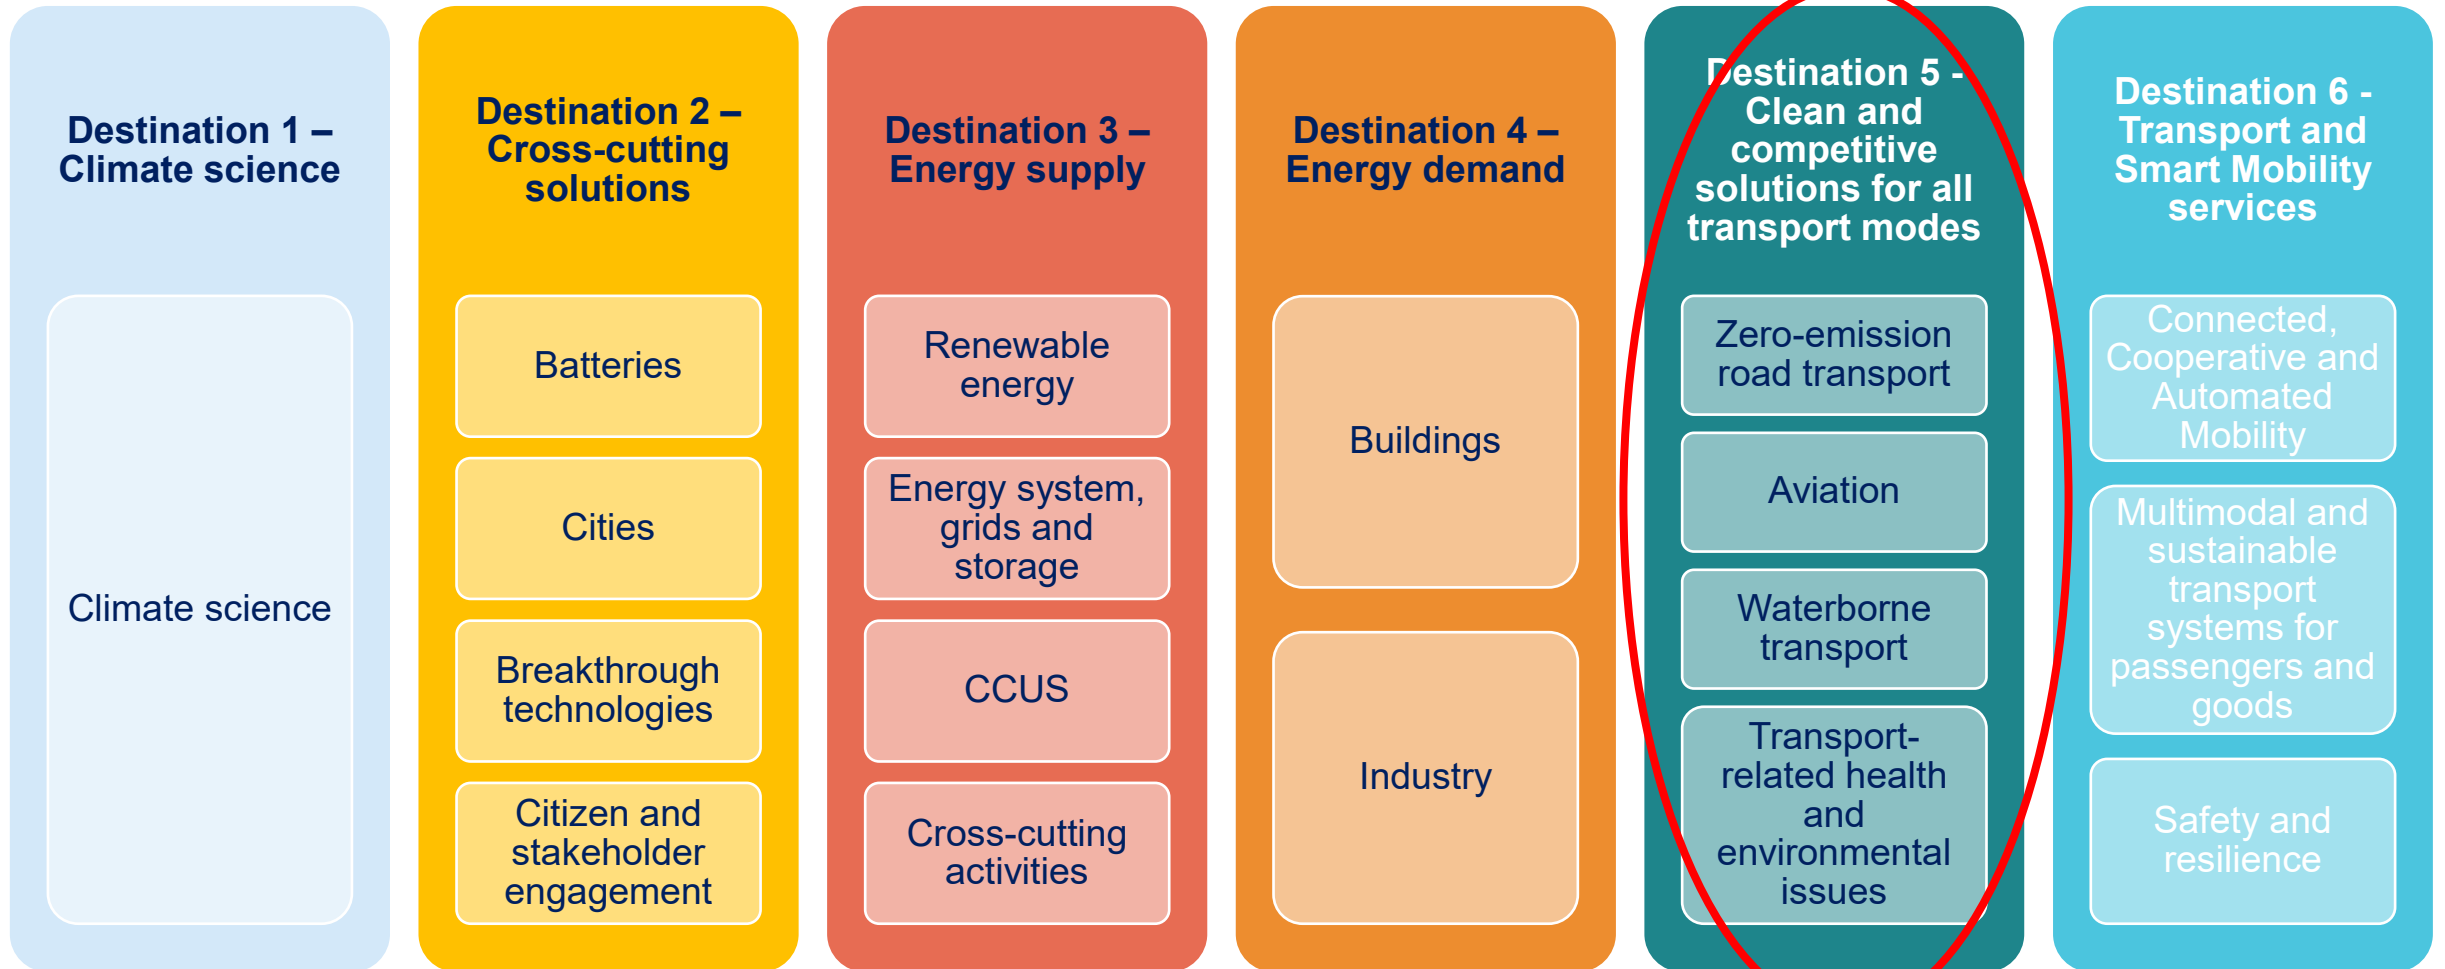 Destination 1 –
Climate science
Climate science
Destination 2 –
Cross-cutting
solutions
Batteries
Cities
Breakthrough
technologies
Citizen and
stakeholder
engagement
Destination 3 –
Energy supply
Renewable
energy
Energy system,
grids and
storage
CCUS
Cross-cutting
activities
Destination 4 –
Energy demand
Buildings
Industry
Destination 5 -
Clean and
competitive
solutions for all
transport modes
Zero-emission
road transport
Aviation
Waterborne
transport
Transport-
related health
and
environmental
issues
Destination 6 -
Transport and
Smart Mobility
services
Connected,
Cooperative and
Automated
Mobility
Multimodal and
sustainable
transport
systems for
passengers and
goods
Safety and
resilience